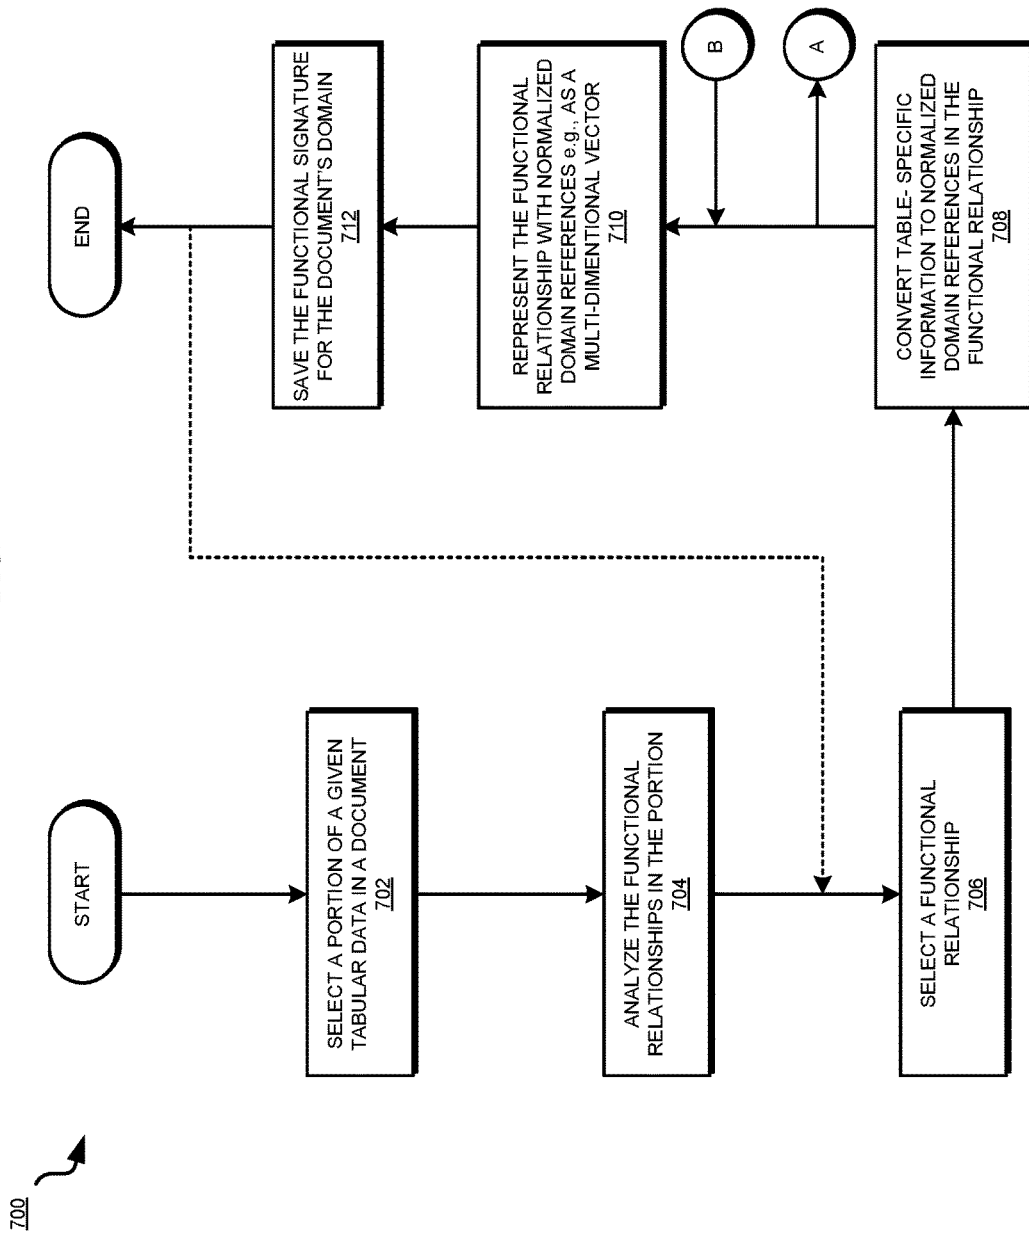 700
START
SELECT A PORTION OF A GIVEN
TABULAR DATA IN A DOCUMENT
702
ANALYZE THE FUNCTIONAL
RELATIONSHIPS IN THE PORTION
704
SELECT A FUNCTIONAL
RELATIONSHIP
706
CONVERT TABLE- SPECIFIC
INFORMATION TO NORMALIZED
DOMAIN REFERENCES IN THE
FUNCTIONAL RELATIONSHIP
708
A
B
REPRESENT THE FUNCTIONAL
RELATIONSHIP WITH NORMALIZED
DOMAIN REFERENCES e.g., AS A
MULTI-DIMENTIONAL VECTOR
710
SAVE THE FUNCTIONAL SIGNATURE
FOR THE DOCUMENT'S DOMAIN
712
END